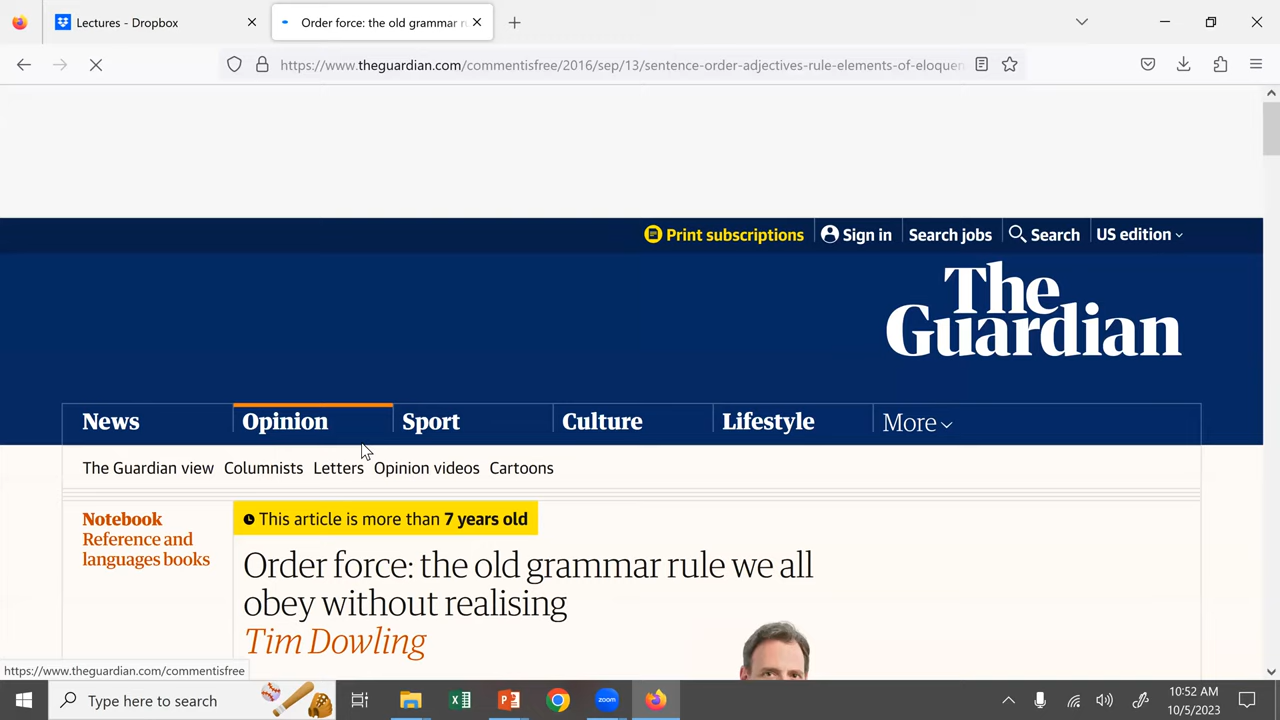 Lectures - Dropbox
Order force: the old grammar r
https://www.theguardian.com/commentisfree/2016/sep/13/sentence-order-adjectives-rule-elements-of-eloquen
Print subscriptions
Sign in
Search jobs
Search
US edition
The
Guardian
News
Opinion
Sport
Culture
Lifestyle
More
The Guardian view
Columnists
Letters
Opinion videos
Cartoons
Notebook
Reference and
languages books
This article is more than 7 years old
Order force: the old grammar rule we all
obey without realising
Tim Dowling
https://www.theguardian.com/commentisfree
Type here to search
zoom
10:52 AM
10/5/2023